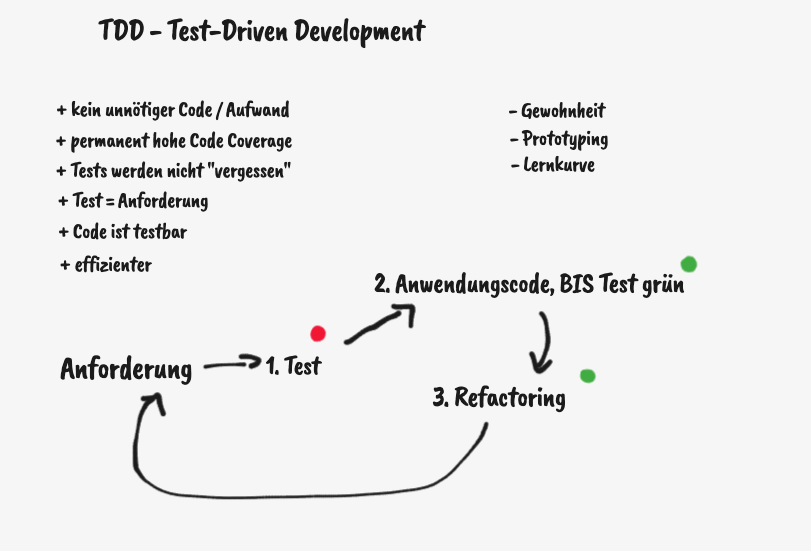 TDD - Test-Driven Development
+ kein unnötiger Code / Aufwand
+ permanent hohe Code Coverage
+ Tests werden nicht "vergessen"
+ Test = Anforderung
+ Code ist testbar
+ effizienter
- Gewohnheit
- Prototyping
- Lernkurve
Anforderung
1. Test
2. Anwendungscode, BIS Test grün
3. Refactoring